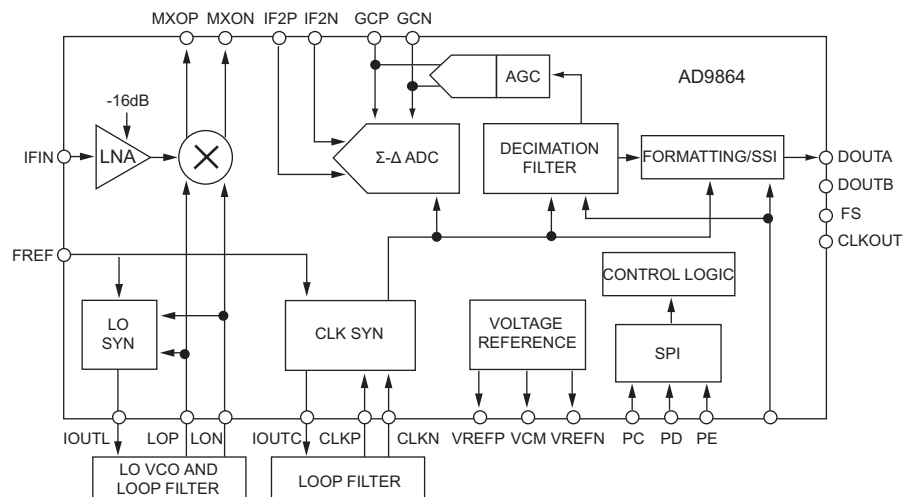 MXOP MXON IF2P IF2N GCP GCN
AGC
AD9864
-16dB
IFIN
LNA
Σ-Δ ADC
DECIMATION
FILTER
FORMATTING/SSI
DOUTA
DOUTB
FS
CLKOUT
FREF
CONTROL LOGIC
LO
SYN
CLK SYN
VOLTAGE
REFERENCE
SPI
IOUTL LOP LON IOUTC CLKP CLKN VREFP VCM VREFN PC PD PE
LO VCO AND
LOOP FILTER
LOOP FILTER